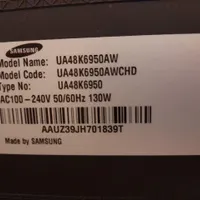 SAMSUNG
Model Name: UA48K6950AW
Model Code: UA48K6950AWCHD
Type No: UA48K6950
AC100-240V 50/60Hz 130W
AAUZ39JH701839T
Made by SAMSUNG